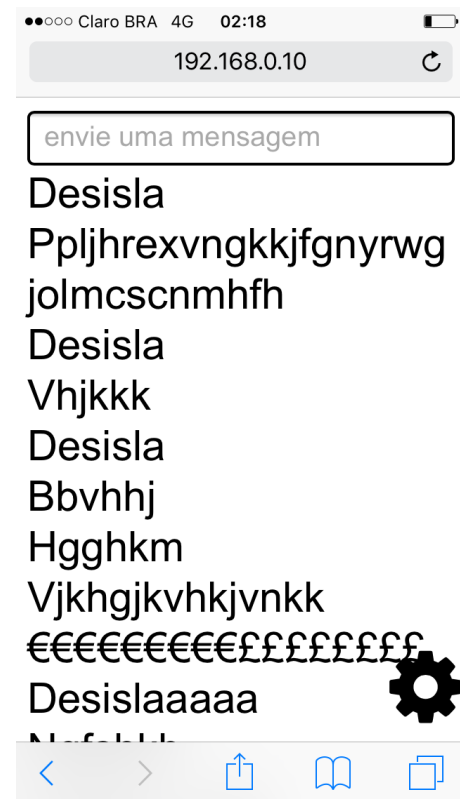 Claro BRA 4G 02:18
192.168.0.10
envie uma mensagem
Desisla
Ppljhrexvngkkjfgnyrwg
jolmcscnmhfh
Desisla
Vhjkkk
Desisla
Bbvhhj
Hgghkm
Vjkhgjkvhkjvnkk
€€€€€€€€€££££££££
Desislaaaaa